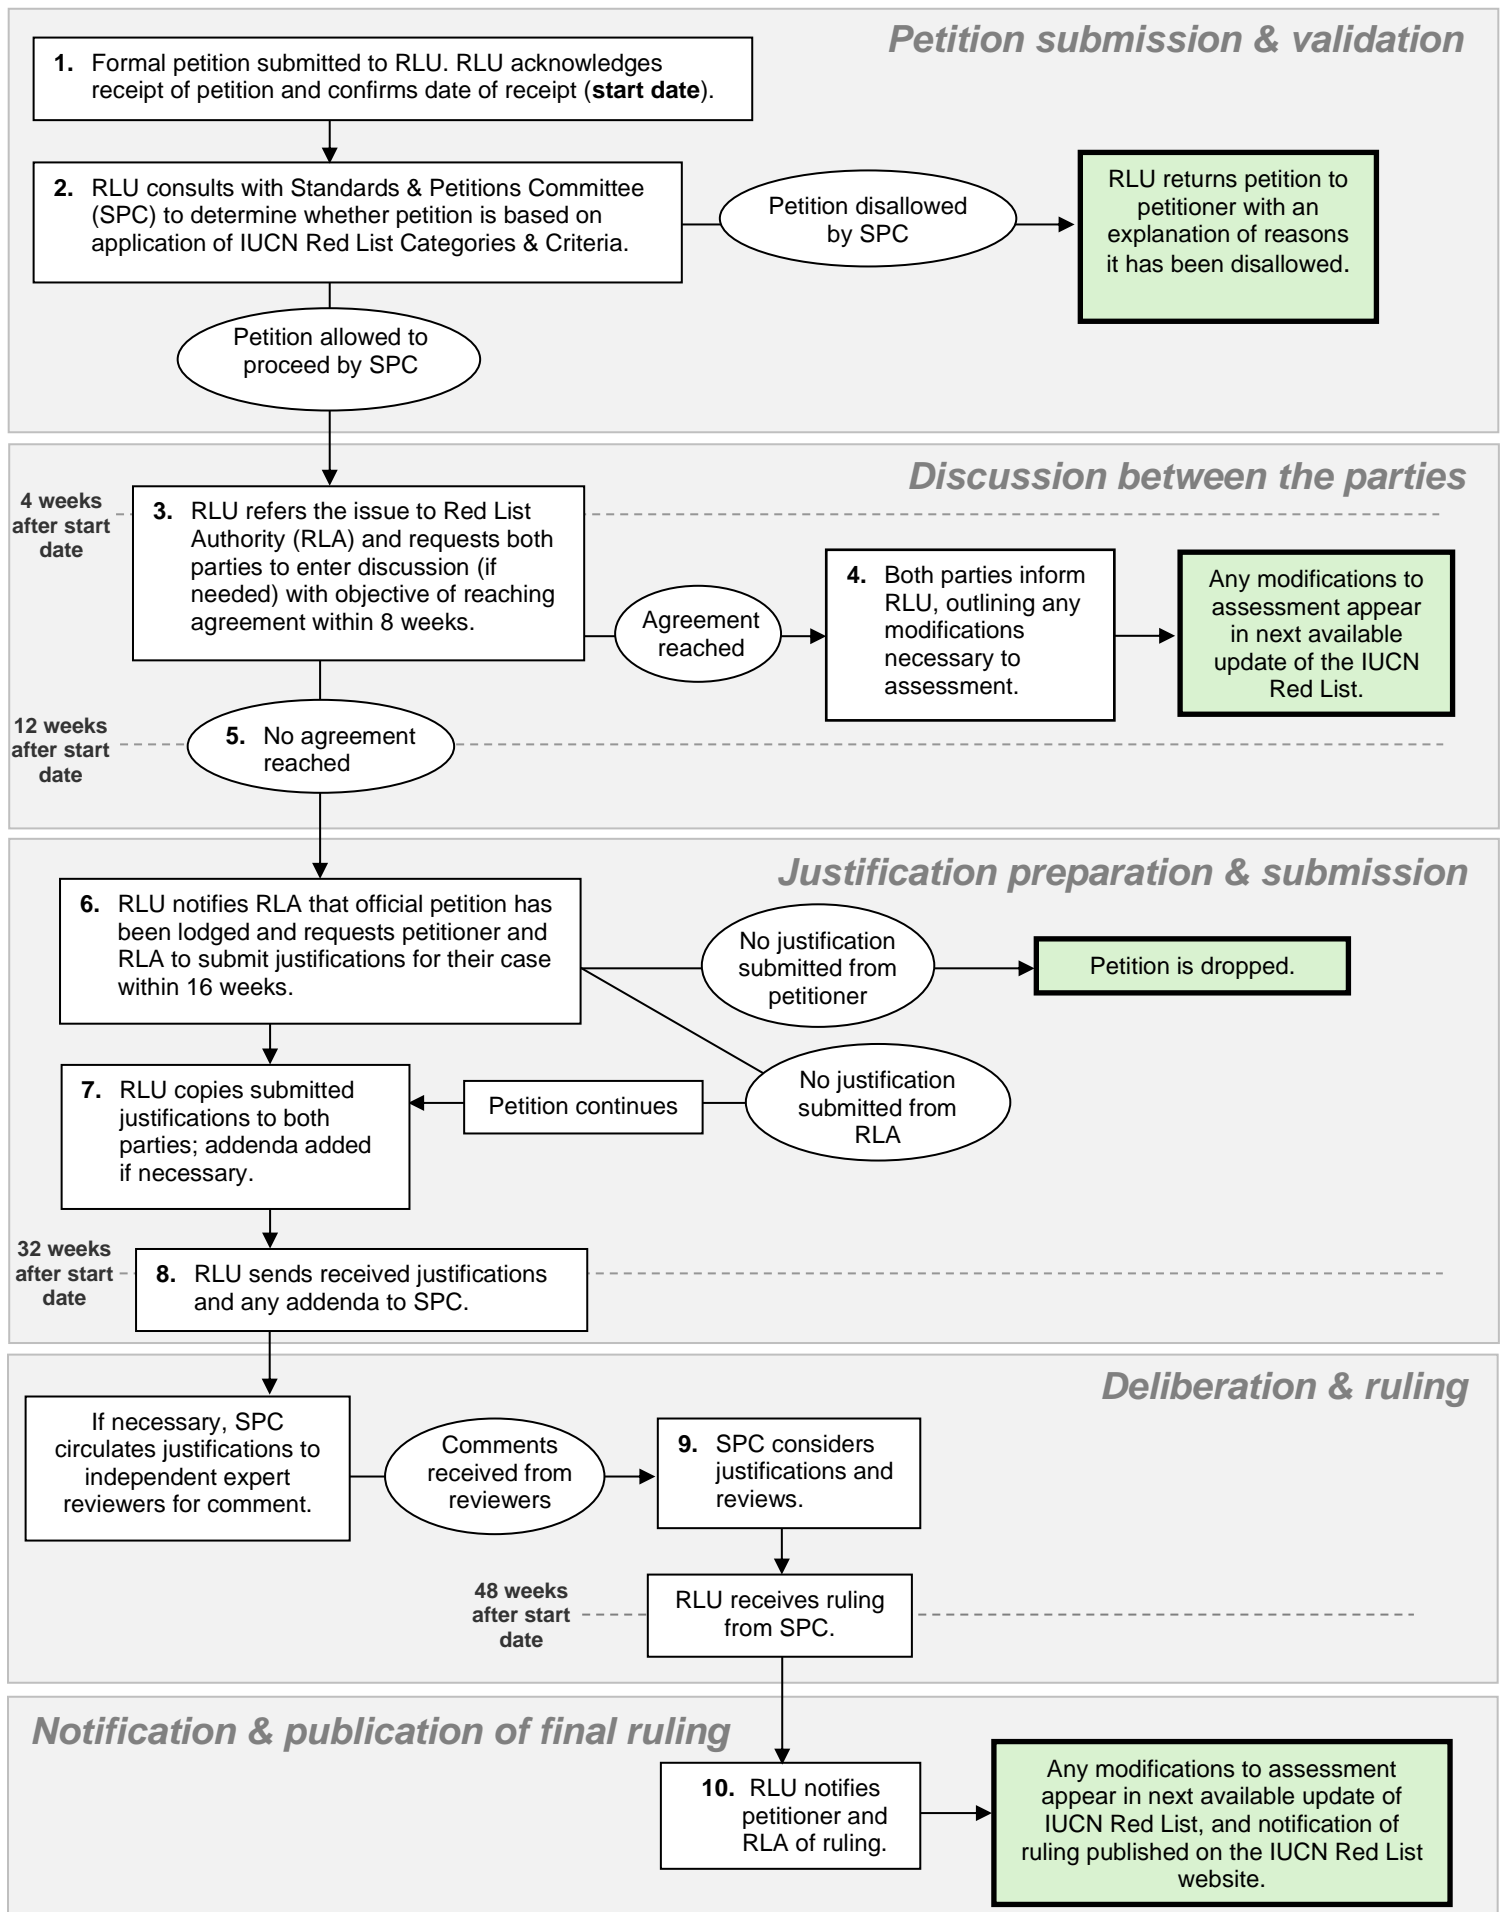 Petition submission & validation
1. Formal petition submitted to RLU. RLU acknowledges
receipt of petition and confirms date of receipt (start date).
2. RLU consults with Standards & Petitions Committee
(SPC) to determine whether petition is based on
application of IUCN Red List Categories & Criteria.
Petition disallowed
by SPC
RLU returns petition to
petitioner with an
explanation of reasons
it has been disallowed.
Petition allowed to
proceed by SPC
Discussion between the parties
4 weeks
after start
date
3. RLU refers the issue to Red List
Authority (RLA) and requests both
parties to enter discussion (if
needed) with objective of reaching
agreement within 8 weeks.
Agreement
reached
4. Both parties inform
RLU, outlining any
modifications
necessary to
assessment.
Any modifications to
assessment appear
in next available
update of the IUCN
Red List.
12 weeks
after start
date
5. No agreement
reached
Justification preparation & submission
6. RLU notifies RLA that official petition has
been lodged and requests petitioner and
RLA to submit justifications for their case
within 16 weeks.
No justification
submitted from
petitioner
Petition is dropped.
7. RLU copies submitted
justifications to both
parties; addenda added
if necessary.
Petition continues
No justification
submitted from
RLA
32 weeks
after start
date
8. RLU sends received justifications
and any addenda to SPC.
Deliberation & ruling
If necessary, SPC
circulates justifications to
independent expert
reviewers for comment.
Comments
received from
reviewers
9. SPC considers
justifications and
reviews.
48 weeks
after start
date
RLU receives ruling
from SPC.
Notification & publication of final ruling
10. RLU notifies
petitioner and
RLA of ruling.
Any modifications to assessment
appear in next available update of
IUCN Red List, and notification of
ruling published on the IUCN Red List
website.